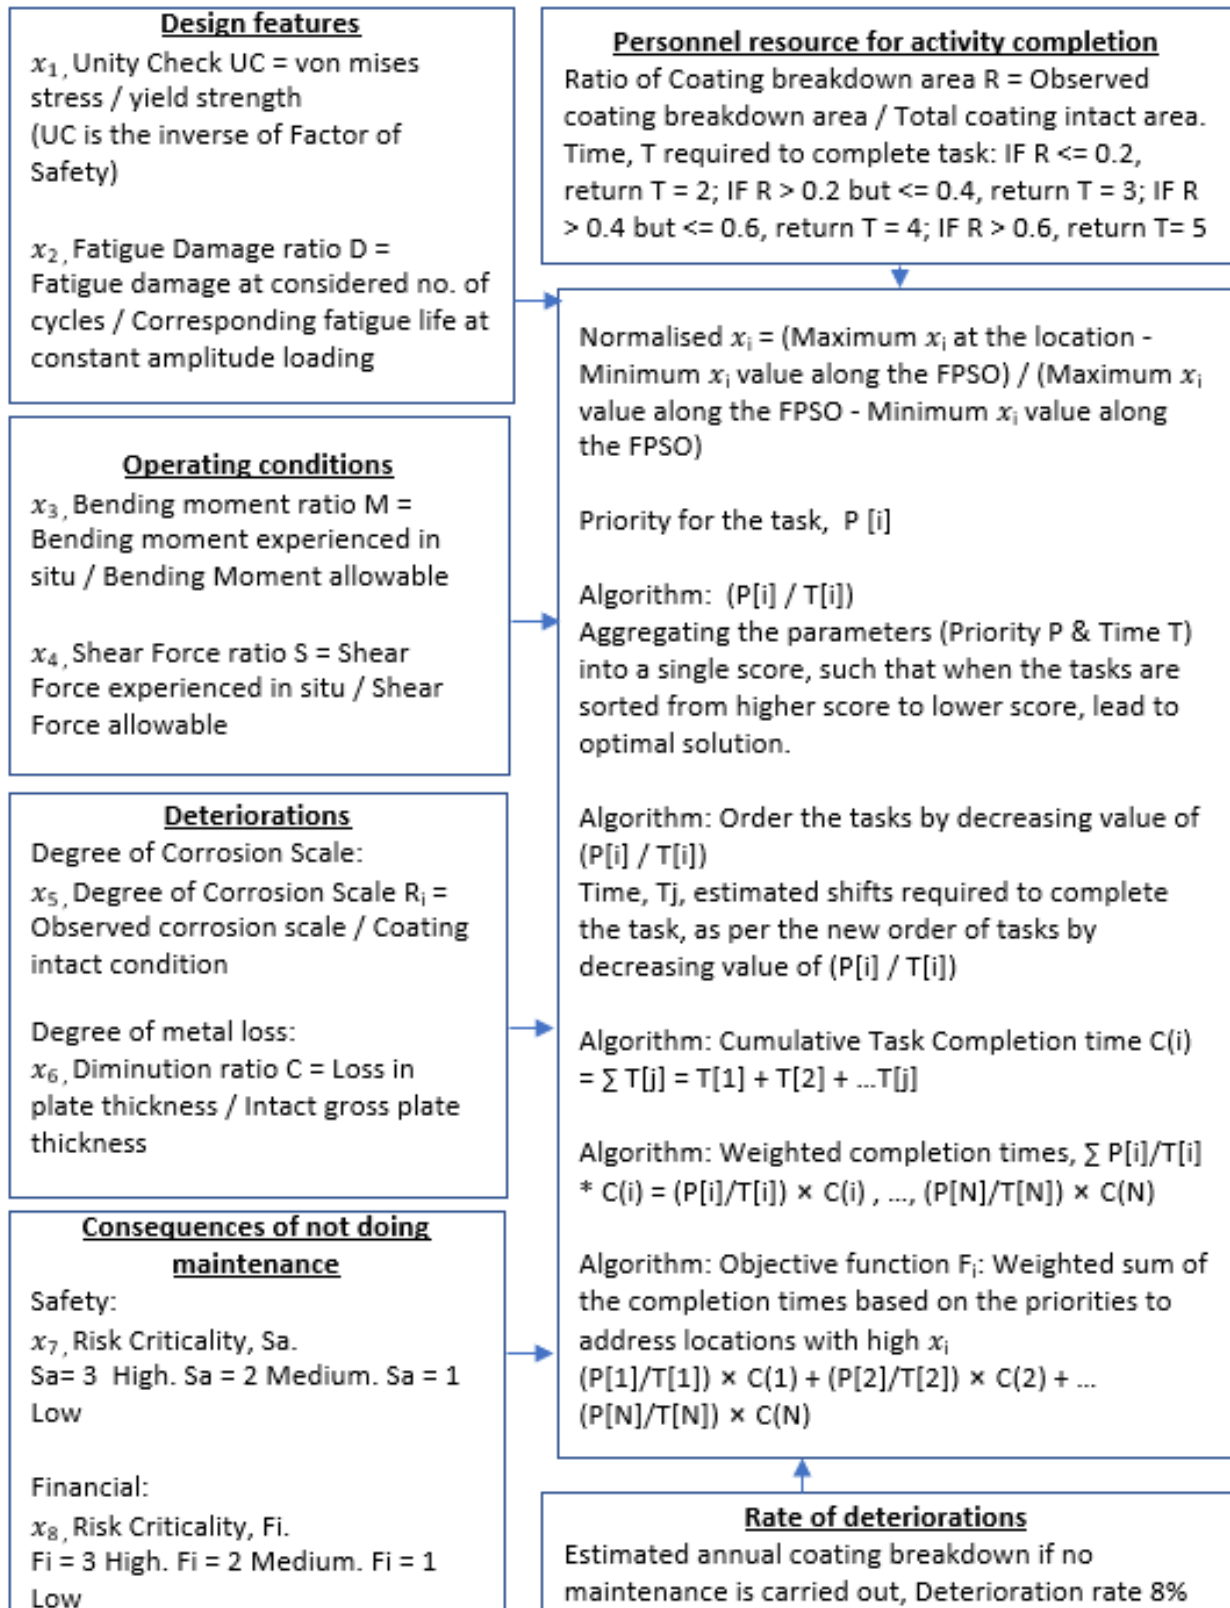 Design features
x₁, Unity Check UC = von mises
stress / yield strength
(UC is the inverse of Factor of
Safety)
x₂, Fatigue Damage ratio D =
Fatigue damage at considered no. of
cycles / Corresponding fatigue life at
constant amplitude loading
Operating conditions
x₃, Bending moment ratio M =
Bending moment experienced in
situ / Bending Moment allowable
x₄, Shear Force ratio S = Shear
Force experienced in situ / Shear
Force allowable
Deteriorations
Degree of Corrosion Scale:
x₅, Degree of Corrosion Scale Rᵢ =
Observed corrosion scale / Coating
intact condition
Degree of metal loss:
x₆, Diminution ratio C = Loss in
plate thickness / Intact gross plate
thickness
Consequences of not doing
maintenance
Safety:
x₇, Risk Criticality, Sa.
Sa= 3 High. Sa = 2 Medium. Sa = 1
Low
Financial:
x₈, Risk Criticality, Fi.
Fi = 3 High. Fi = 2 Medium. Fi = 1
Low
Personnel resource for activity completion
Ratio of Coating breakdown area R = Observed
coating breakdown area / Total coating intact area.
Time, T required to complete task: IF R <= 0.2,
return T = 2; IF R > 0.2 but <= 0.4, return T = 3; IF R
> 0.4 but <= 0.6, return T = 4; IF R > 0.6, return T= 5
Normalised xᵢ = (Maximum xᵢ at the location -
Minimum xᵢ value along the FPSO) / (Maximum xᵢ
value along the FPSO - Minimum xᵢ value along
the FPSO)
Priority for the task, P [i]
Algorithm: (P[i] / T[i])
Aggregating the parameters (Priority P & Time T)
into a single score, such that when the tasks are
sorted from higher score to lower score, lead to
optimal solution.
Algorithm: Order the tasks by decreasing value of
(P[i] / T[i])
Time, Tj, estimated shifts required to complete
the task, as per the new order of tasks by
decreasing value of (P[i] / T[i])
Algorithm: Cumulative Task Completion time C(i)
= ∑ T[j] = T[1] + T[2] + ...T[j]
Algorithm: Weighted completion times, ∑ P[i]/T[i]
* C(i) = (P[i]/T[i]) × C(i) , ..., (P[N]/T[N]) × C(N)
Algorithm: Objective function Fᵢ: Weighted sum of
the completion times based on the priorities to
address locations with high xᵢ
(P[1]/T[1]) × C(1) + (P[2]/T[2]) × C(2) + ...
(P[N]/T[N]) × C(N)
Rate of deteriorations
Estimated annual coating breakdown if no
maintenance is carried out, Deterioration rate 8%